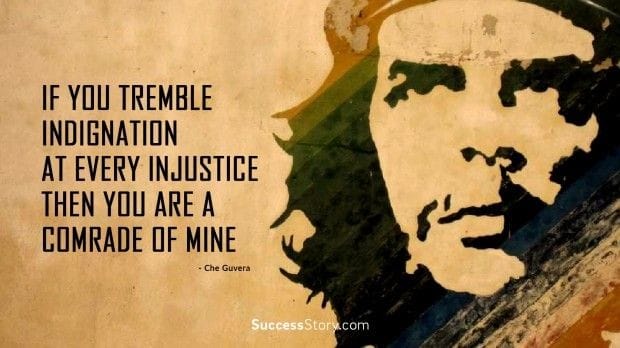 IF YOU TREMBLE
INDIGNATION
AT EVERY INJUSTICE
THEN YOU ARE A
COMRADE OF MINE
- Che Guvera
SuccessStory.com